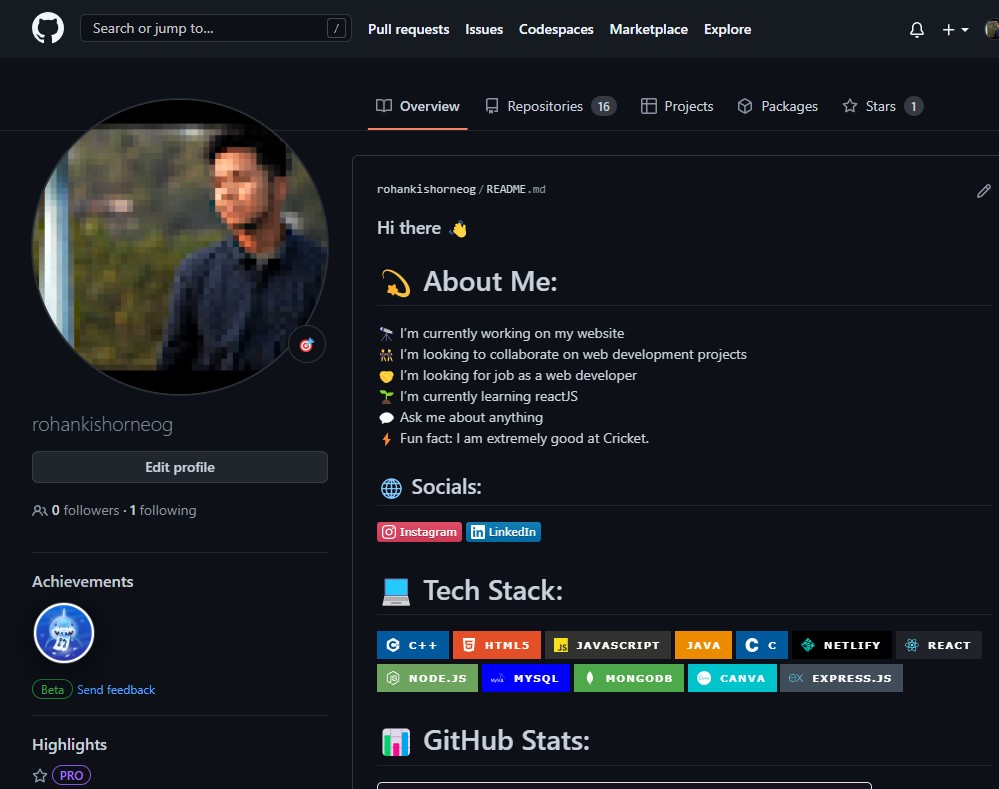 Search or jump to... /
Pull requests Issues Codespaces Marketplace Explore
Overview Repositories 16 Projects Packages Stars 1
rohankishorneog/README.md
Hi there
About Me:
I'm currently working on my website
I'm looking to collaborate on web development projects
I'm looking for job as a web developer
I'm currently learning reactJS
Ask me about anything
Fun fact: I am extremely good at Cricket.
rohankishorneog
Edit profile
0 followers · 1 following
Achievements
Beta Send feedback
Highlights
PRO
Socials:
Instagram LinkedIn
Tech Stack:
C++ HTML5 JS JAVASCRIPT JAVA C NETLIFY REACT
NODE.JS MySQL MYSQL MONGODB CANVA EX EXPRESS.JS
GitHub Stats: